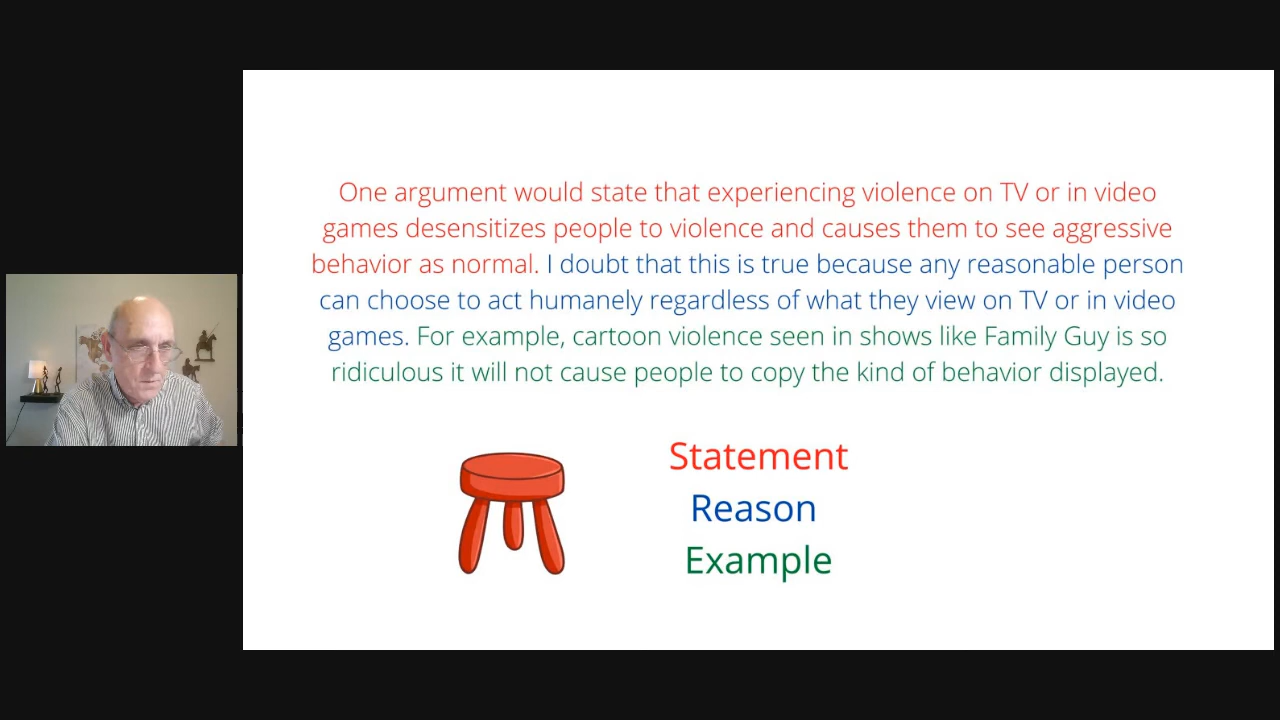 One argument would state that experiencing violence on TV or in video
games desensitizes people to violence and causes them to see aggressive
behavior as normal. I doubt that this is true because any reasonable person
can choose to act humanely regardless of what they view on TV or in video
games. For example, cartoon violence seen in shows like Family Guy is so
ridiculous it will not cause people to copy the kind of behavior displayed.
Statement
Reason
Example